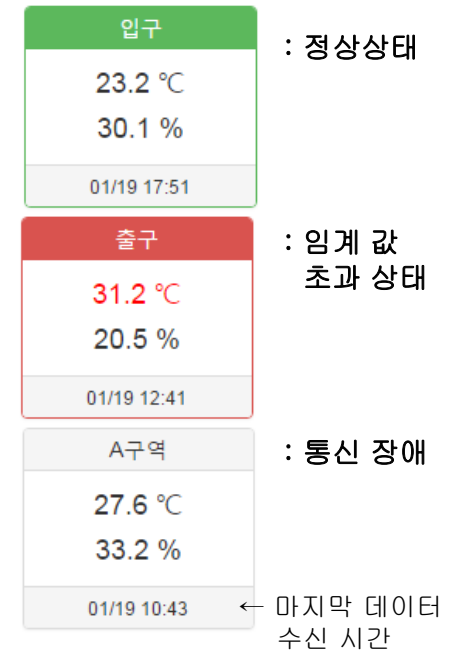 입구
: 정상상태
23.2 ℃
30.1 %
01/19 17:51
출구
: 임계 값
초과 상태
31.2 ℃
20.5 %
01/19 12:41
A구역
: 통신 장애
27.6 ℃
33.2 %
01/19 10:43
← 마지막 데이터
수신 시간